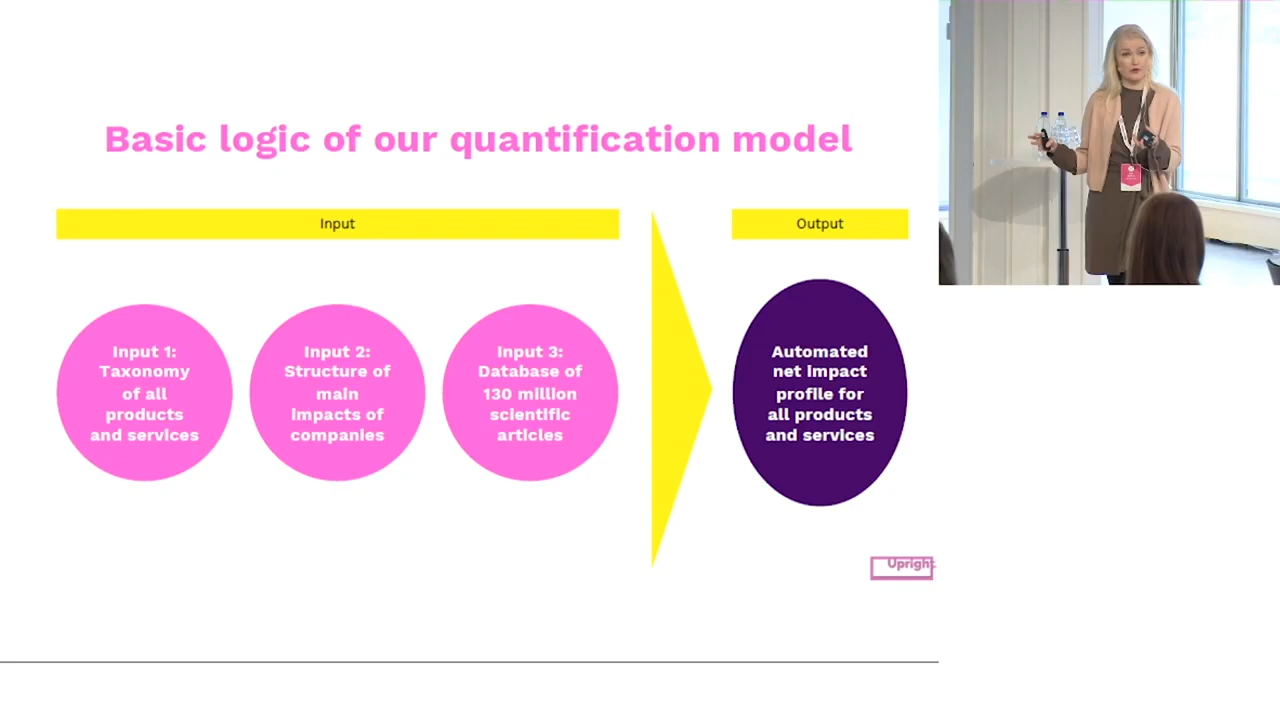 Basic logic of our quantification model
Input
Output
Input 1:
Taxonomy
of all
products
and services
Input 2:
Structure of
main
impacts of
companies
Input 3:
Database of
130 million
scientific
articles
Automated
net impact
profile for
all products
and services
Upright